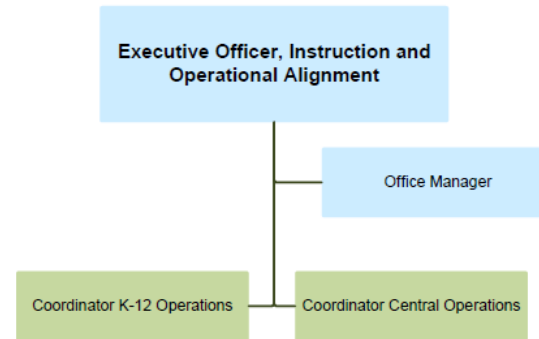 Executive Officer, Instruction and
Operational Alignment
Office Manager
Coordinator K-12 Operations
Coordinator Central Operations